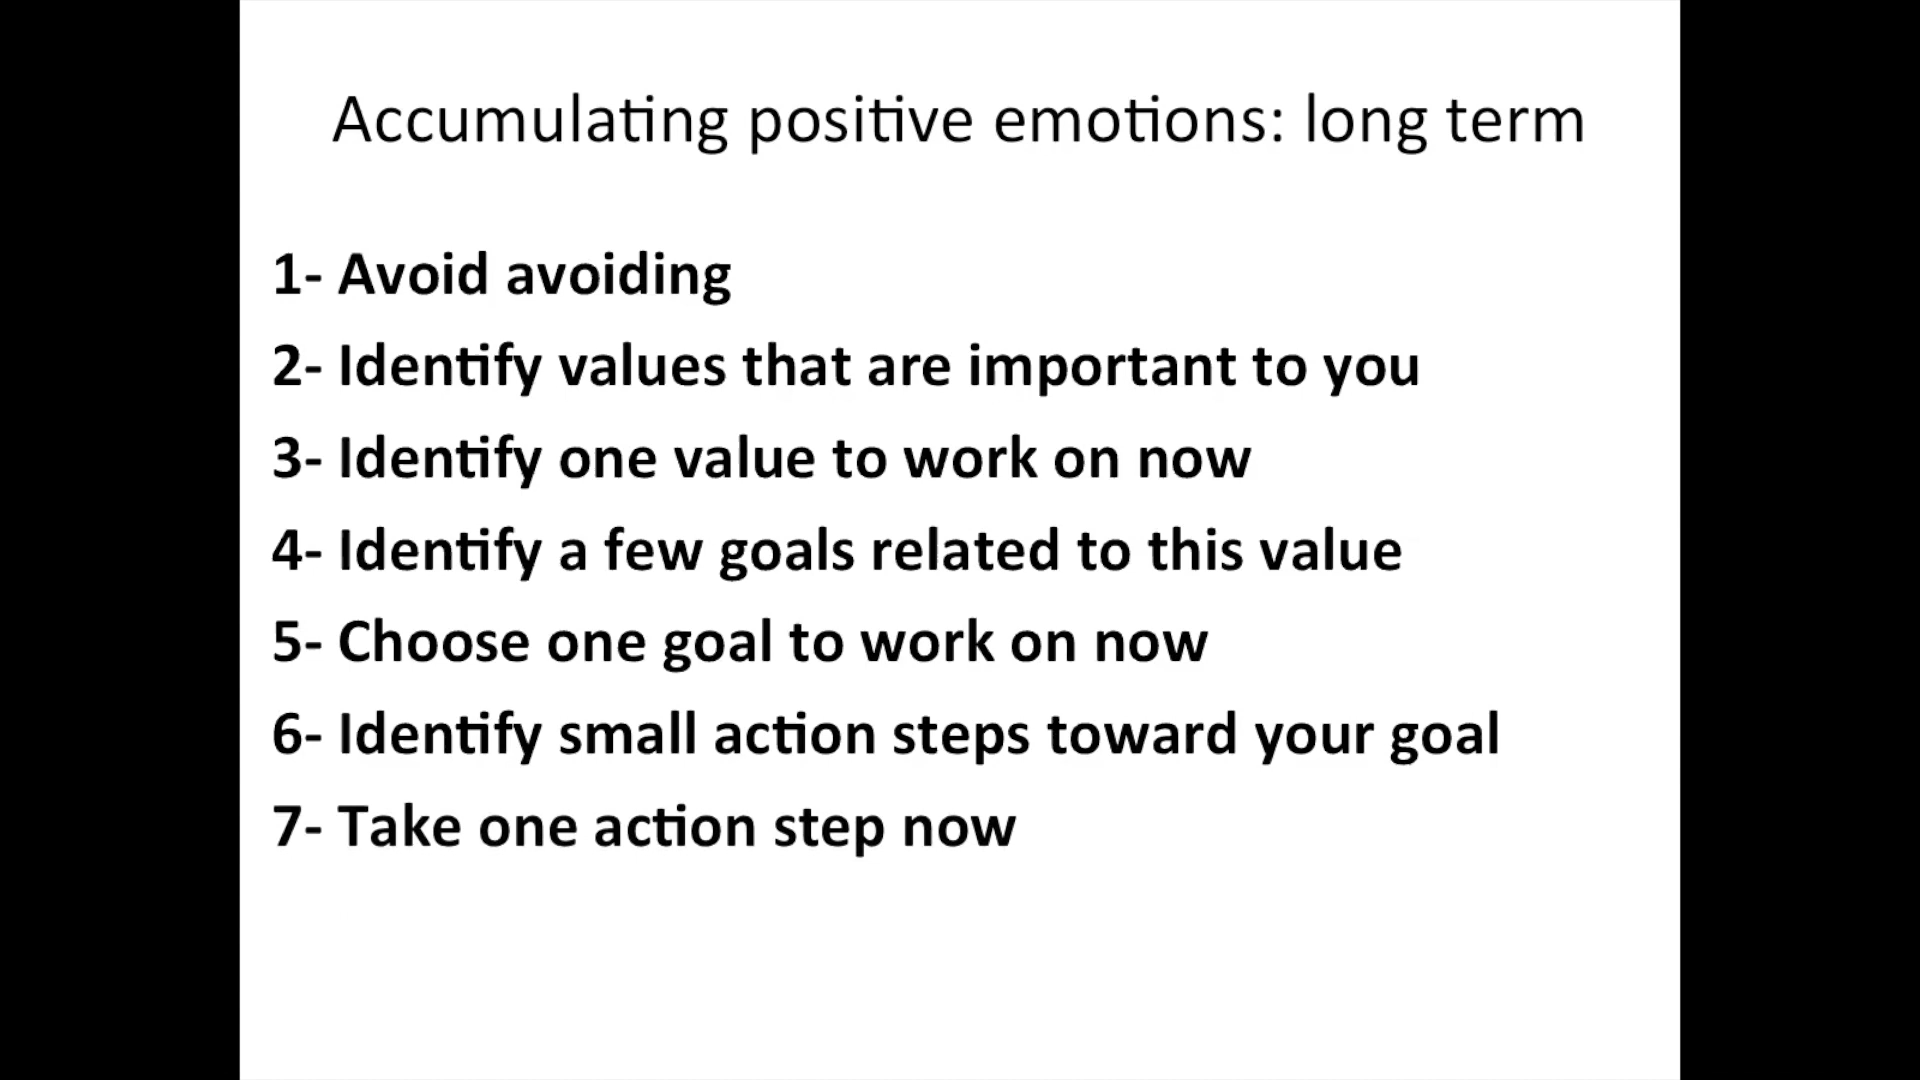 Accumulating positive emotions: long term
1- Avoid avoiding
2- Identify values that are important to you
3- Identify one value to work on now
4- Identify a few goals related to this value
5- Choose one goal to work on now
6- Identify small action steps toward your goal
7- Take one action step now